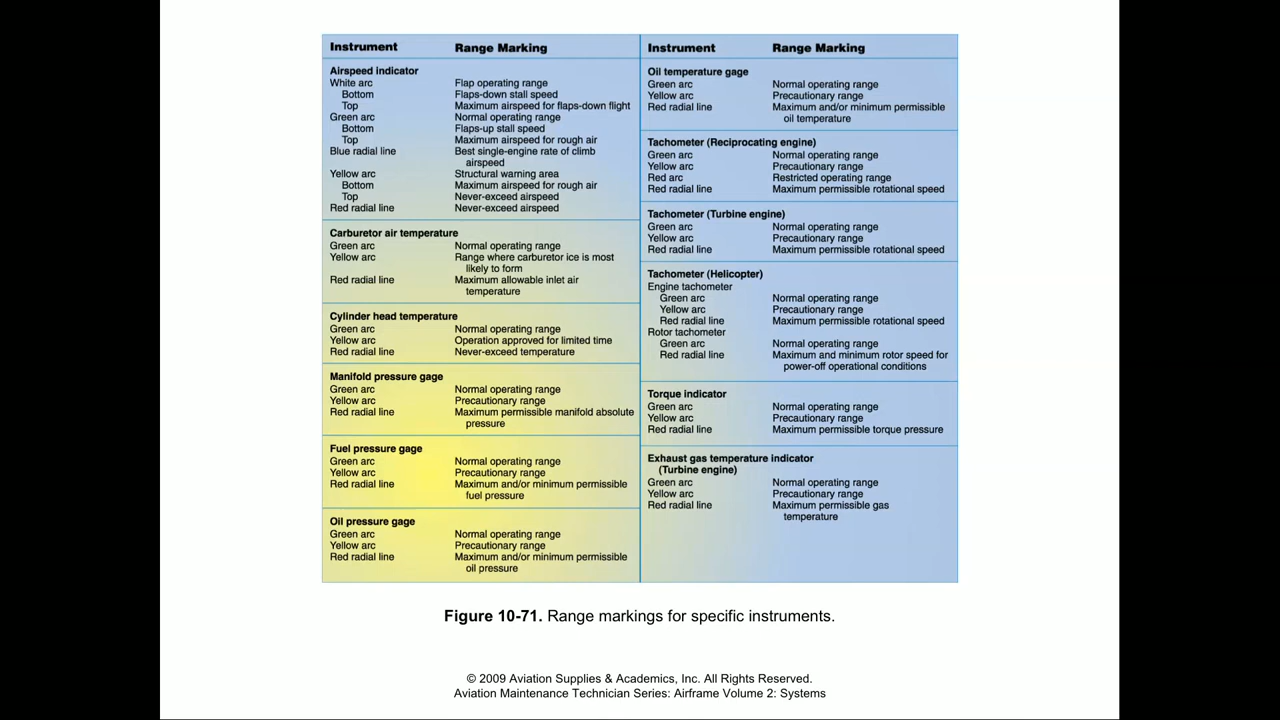 Instrument Range Marking
Airspeed indicator
White arc Flap operating range
Bottom Flaps-down stall speed
Top Maximum airspeed for flaps-down flight
Green arc Normal operating range
Bottom Flaps-up stall speed
Top Maximum airspeed for rough air
Blue radial line Best single-engine rate of climb
airspeed
Yellow arc Structural warning area
Bottom Maximum airspeed for rough air
Top Never-exceed airspeed
Red radial line Never-exceed airspeed
Carburetor air temperature
Green arc Normal operating range
Yellow arc Range where carburetor ice is most
likely to form
Red radial line Maximum allowable inlet air
temperature
Cylinder head temperature
Green arc Normal operating range
Yellow arc Operation approved for limited time
Red radial line Never-exceed temperature
Manifold pressure gage
Green arc Normal operating range
Yellow arc Precautionary range
Red radial line Maximum permissible manifold absolute
pressure
Fuel pressure gage
Green arc Normal operating range
Yellow arc Precautionary range
Red radial line Maximum and/or minimum permissible
fuel pressure
Oil pressure gage
Green arc Normal operating range
Yellow arc Precautionary range
Red radial line Maximum and/or minimum permissible
oil pressure
Instrument Range Marking
Oil temperature gage
Green arc Normal operating range
Yellow arc Precautionary range
Red radial line Maximum and/or minimum permissible
oil temperature
Tachometer (Reciprocating engine)
Green arc Normal operating range
Yellow arc Precautionary range
Red arc Restricted operating range
Red radial line Maximum permissible rotational speed
Tachometer (Turbine engine)
Green arc Normal operating range
Yellow arc Precautionary range
Red radial line Maximum permissible rotational speed
Tachometer (Helicopter)
Engine tachometer
Green arc Normal operating range
Yellow arc Precautionary range
Red radial line Maximum permissible rotational speed
Rotor tachometer
Green arc Normal operating range
Red radial line Maximum and minimum rotor speed for
power-off operational conditions
Torque indicator
Green arc Normal operating range
Yellow arc Precautionary range
Red radial line Maximum permissible torque pressure
Exhaust gas temperature indicator
(Turbine engine)
Green arc Normal operating range
Yellow arc Precautionary range
Red radial line Maximum permissible gas
temperature
Figure 10-71. Range markings for specific instruments.
© 2009 Aviation Supplies & Academics, Inc. All Rights Reserved.
Aviation Maintenance Technician Series: Airframe Volume 2: Systems